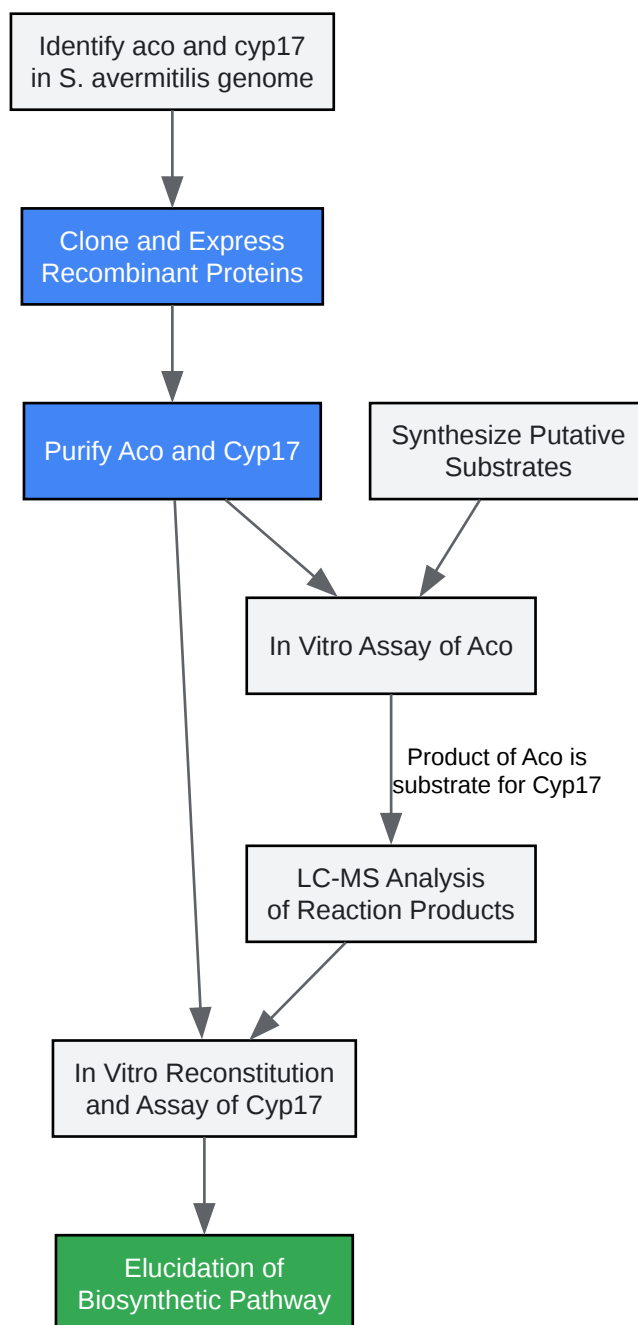 Identify aco and cyp17
in S. avermitilis genome
Clone and Express
Recombinant Proteins
Purify Aco and Cyp17
Synthesize Putative
Substrates
In Vitro Assay of Aco
Product of Aco is
substrate for Cyp17
LC-MS Analysis
of Reaction Products
In Vitro Reconstitution
and Assay of Cyp17
Elucidation of
Biosynthetic Pathway